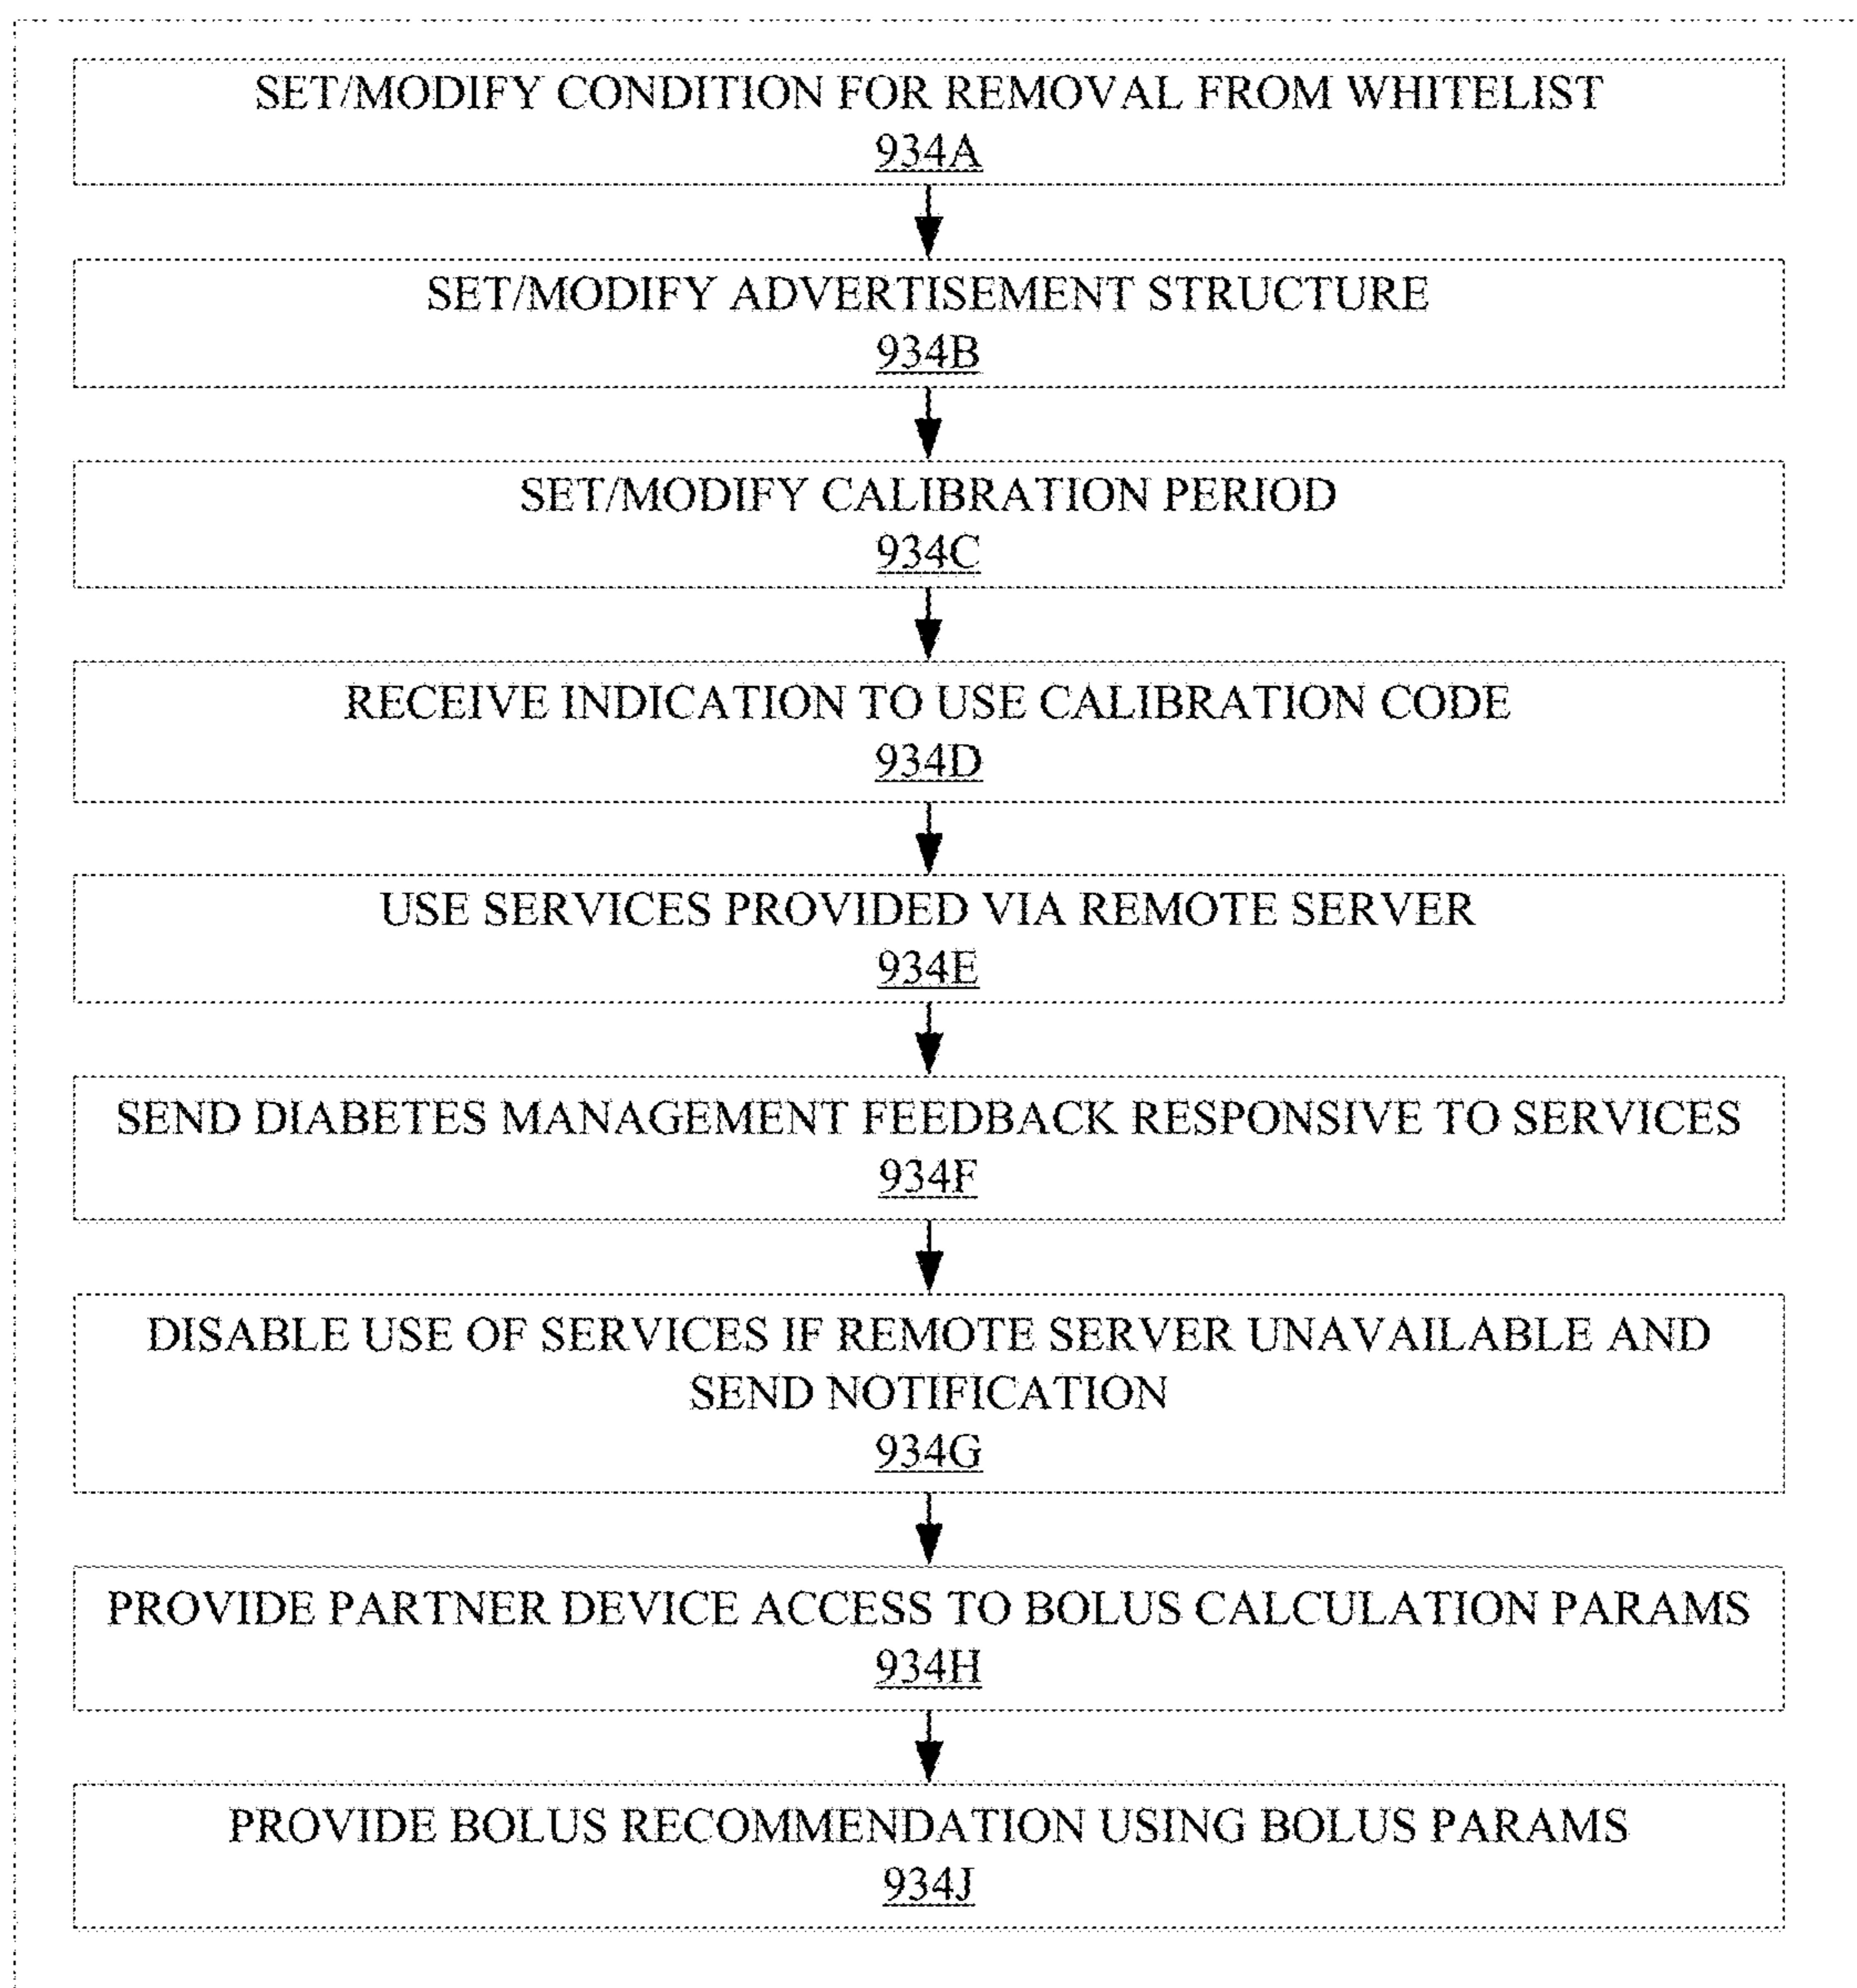 SET/MODIFY CONDITION FOR REMOVAL FROM WHITELIST
934A
SET/MODIFY ADVERTISEMENT STRUCTURE
934B
SET/MODIFY CALIBRATION PERIOD
934C
RECEIVE INDICATION TO USE CALIBRATION CODE
934D
USE SERVICES PROVIDED VIA REMOTE SERVER
934E
SEND DIABETES MANAGEMENT FEEDBACK RESPONSIVE TO SERVICES
934F
DISABLE USE OF SERVICES IF REMOTE SERVER UNAVAILABLE AND
SEND NOTIFICATION
934G
PROVIDE PARTNER DEVICE ACCESS TO BOLUS CALCULATION PARAMS
934H
PROVIDE BOLUS RECOMMENDATION USING BOLUS PARAMS
934J